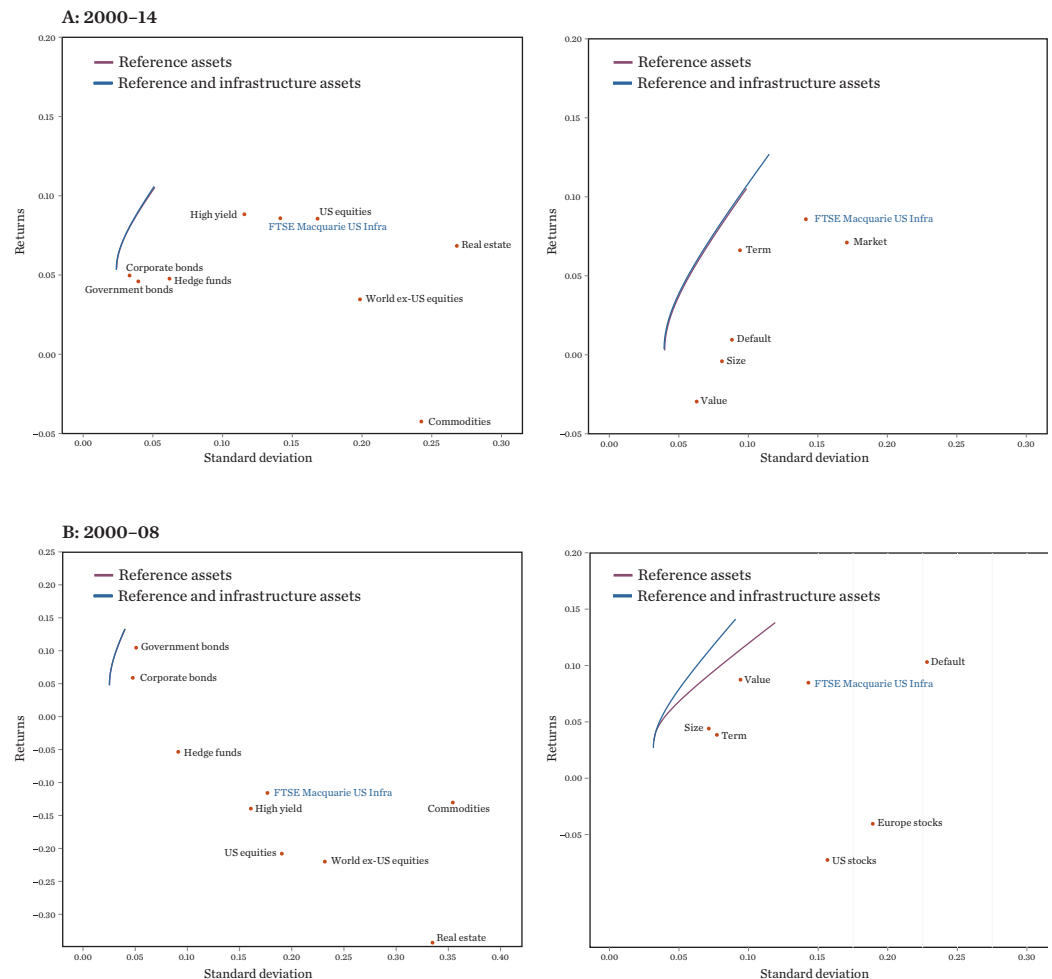 A: 2000–14
0.20
0.15
0.10
0.05
0.00
–0.05
Returns
Reference assets
Reference and infrastructure assets
High yield
US equities
FTSE Macquarie US Infra
Real estate
Corporate bonds
Hedge funds
Government bonds
World ex-US equities
Commodities
0.00 0.05 0.10 0.15 0.20 0.25 0.30
Standard deviation
0.20
0.15
0.10
0.05
0.00
–0.05
Returns
Reference assets
Reference and infrastructure assets
FTSE Macquarie US Infra
Market
Term
Default
Size
Value
0.00 0.05 0.10 0.15 0.20 0.25 0.30
Standard deviation
B: 2000–08
0.25
0.20
0.15
0.10
0.05
0.00
–0.05
–0.10
–0.15
–0.20
–0.25
–0.30
Returns
Reference assets
Reference and infrastructure assets
Government bonds
Corporate bonds
Hedge funds
FTSE Macquarie US Infra
High yield
Commodities
US equities
World ex-US equities
Real estate
0.00 0.05 0.10 0.15 0.20 0.25 0.30 0.35 0.40
Standard deviation
0.20
0.15
0.10
0.05
0.00
–0.05
Returns
Reference assets
Reference and infrastructure assets
Default
Value
FTSE Macquarie US Infra
Size
Term
Europe stocks
US stocks
0.00 0.05 0.10 0.15 0.20 0.25 0.30
Standard deviation